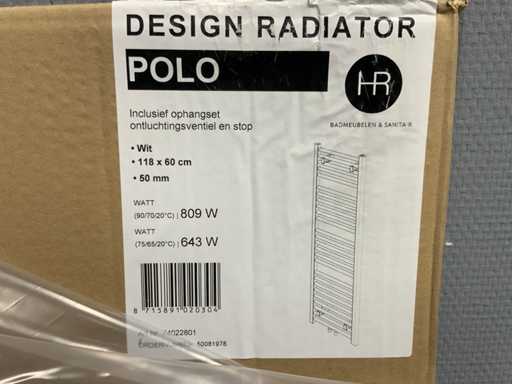 DESIGN RADIATOR
POLO
HR
BADMEUBELEN & SANITAIR
Inclusief ophangset
ontluchtingsventiel en stop
• Wit
• 118 x 60 cm
• 50 mm
WATT
(90/70/20°C) | 809 W
WATT
(75/65/20°C) | 643 W
8 715891 020304
50081978